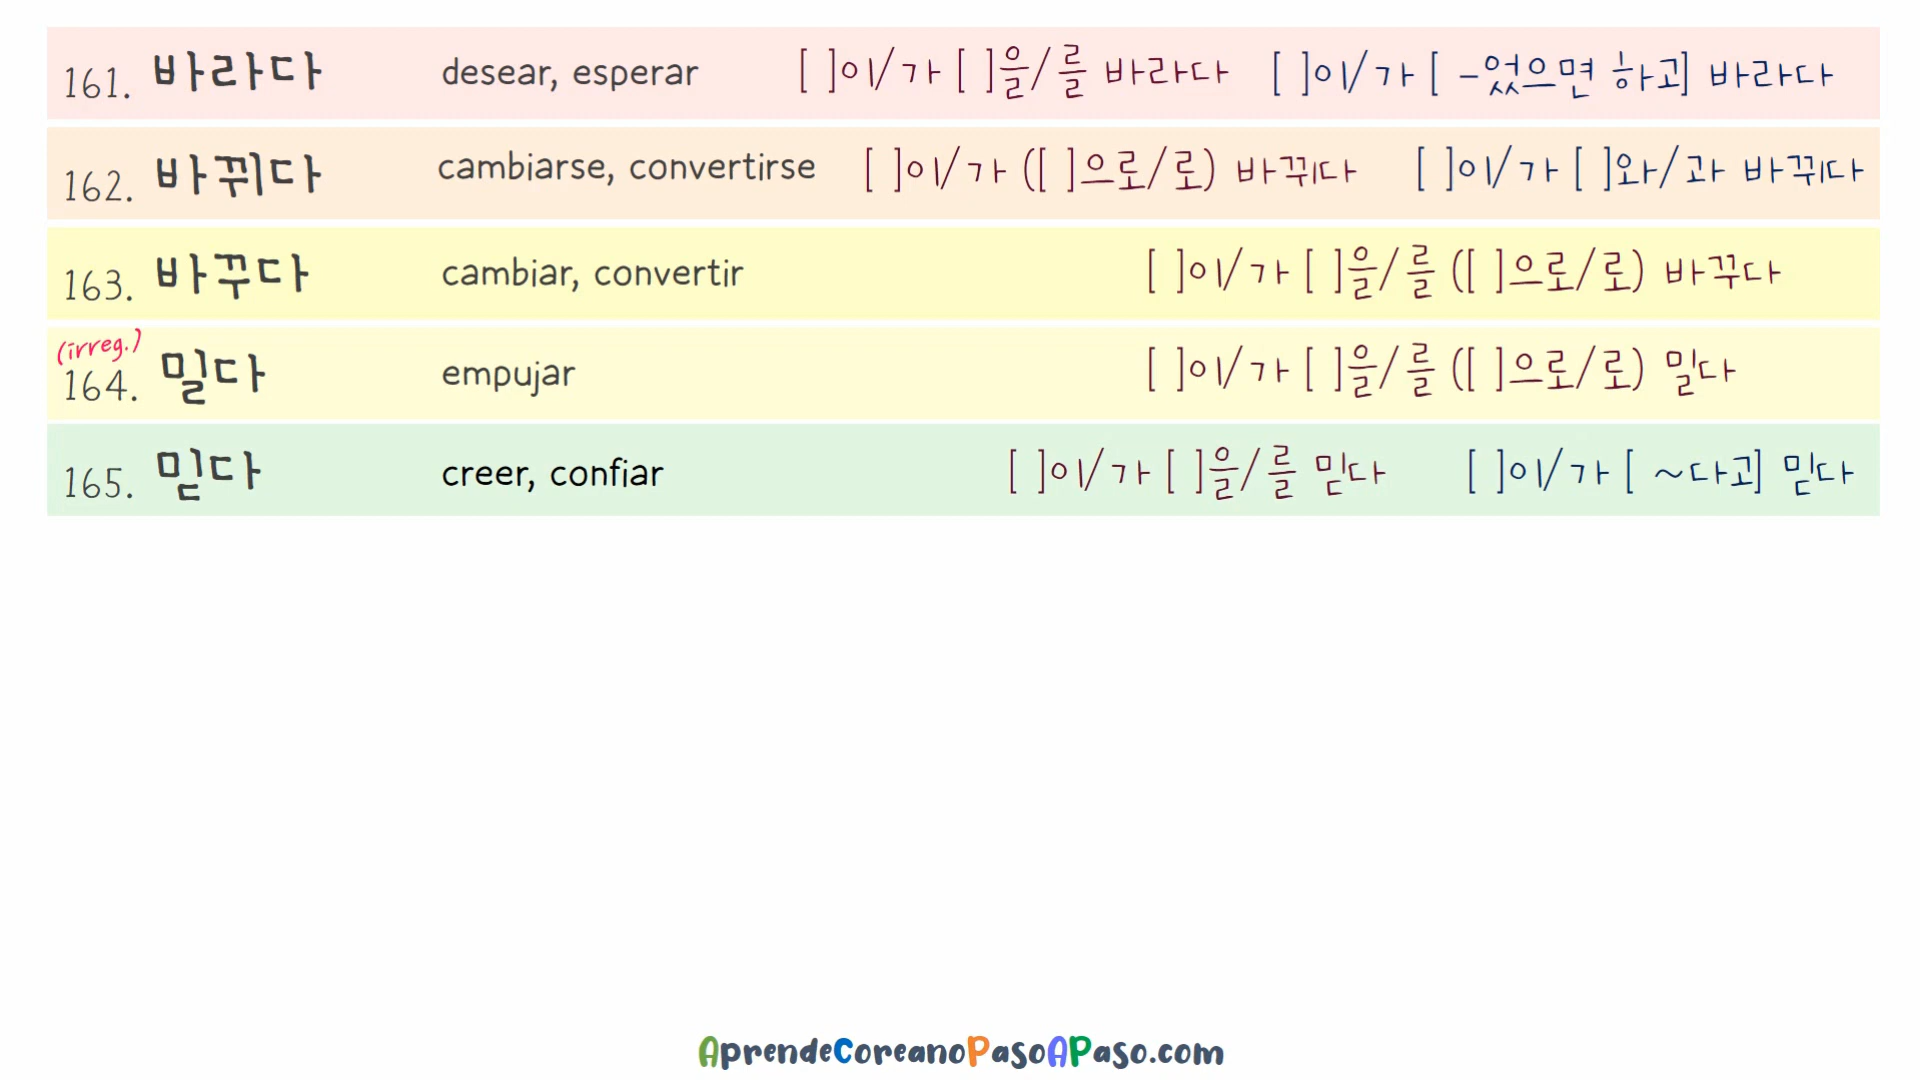 161. 바라다 desear, esperar [ ]이/가 [ ]을/를 바라다 [ ]이/가 [ -었으면 하고] 바라다
162. 바뀌다 cambiarse, convertirse [ ]이/가 ([ ]으로/로) 바뀌다 [ ]이/가 [ ]와/과 바뀌다
163. 바꾸다 cambiar, convertir [ ]이/가 [ ]을/를 ([ ]으로/로) 바꾸다
(irreg.)
164. 밀다 empujar [ ]이/가 [ ]을/를 ([ ]으로/로) 밀다
165. 믿다 creer, confiar [ ]이/가 [ ]을/를 믿다 [ ]이/가 [ ~다고] 믿다
AprendeCoreanoPasoAPaso.com